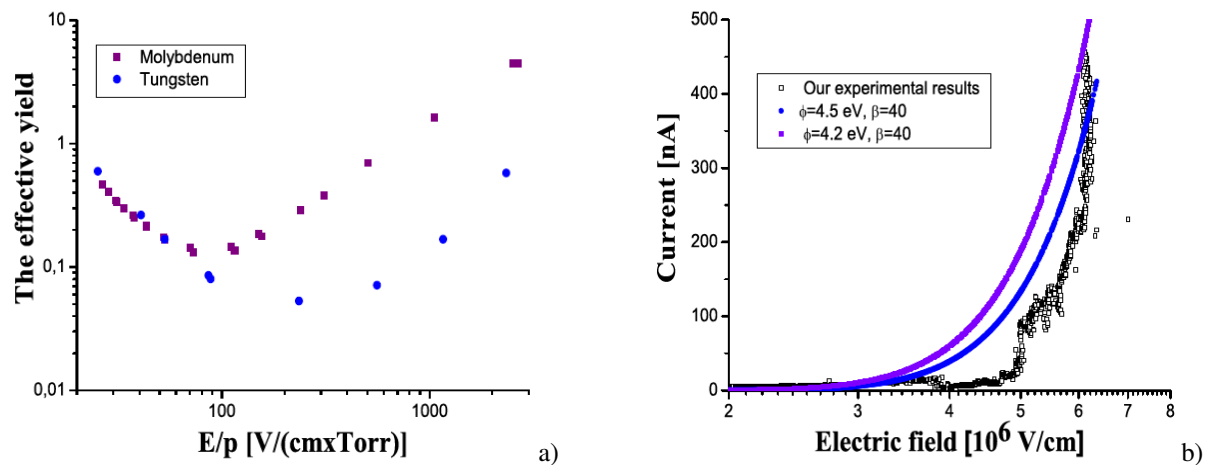 10
1
0,1
0,01
The effective yield
Molybdenum
Tungsten
100
1000
E/p [V/(cmxTorr)]
a)
500
400
300
200
100
0
Current [nA]
Our experimental results
ϕ=4.5 eV, β=40
ϕ=4.2 eV, β=40
2
3
4
5
6
7
8
Electric field [10⁶ V/cm]
b)